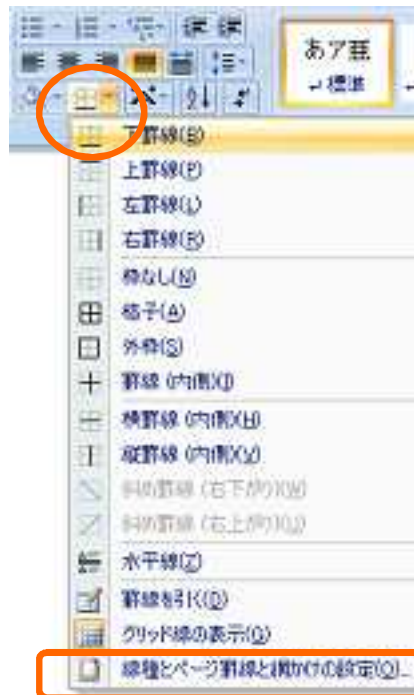 あア亜
標準
下罫線(B)
上罫線(P)
左罫線(L)
右罫線(R)
枠なし(N)
格子(A)
外枠(S)
罫線 (内側)(I)
横罫線 (内側)(H)
縦罫線 (内側)(V)
斜め罫線 (右下がり)(W)
斜め罫線 (右上がり)(U)
水平線(Z)
罫線を引く(D)
グリッド線の表示(G)
線種とページ罫線と網かけの設定(O)...